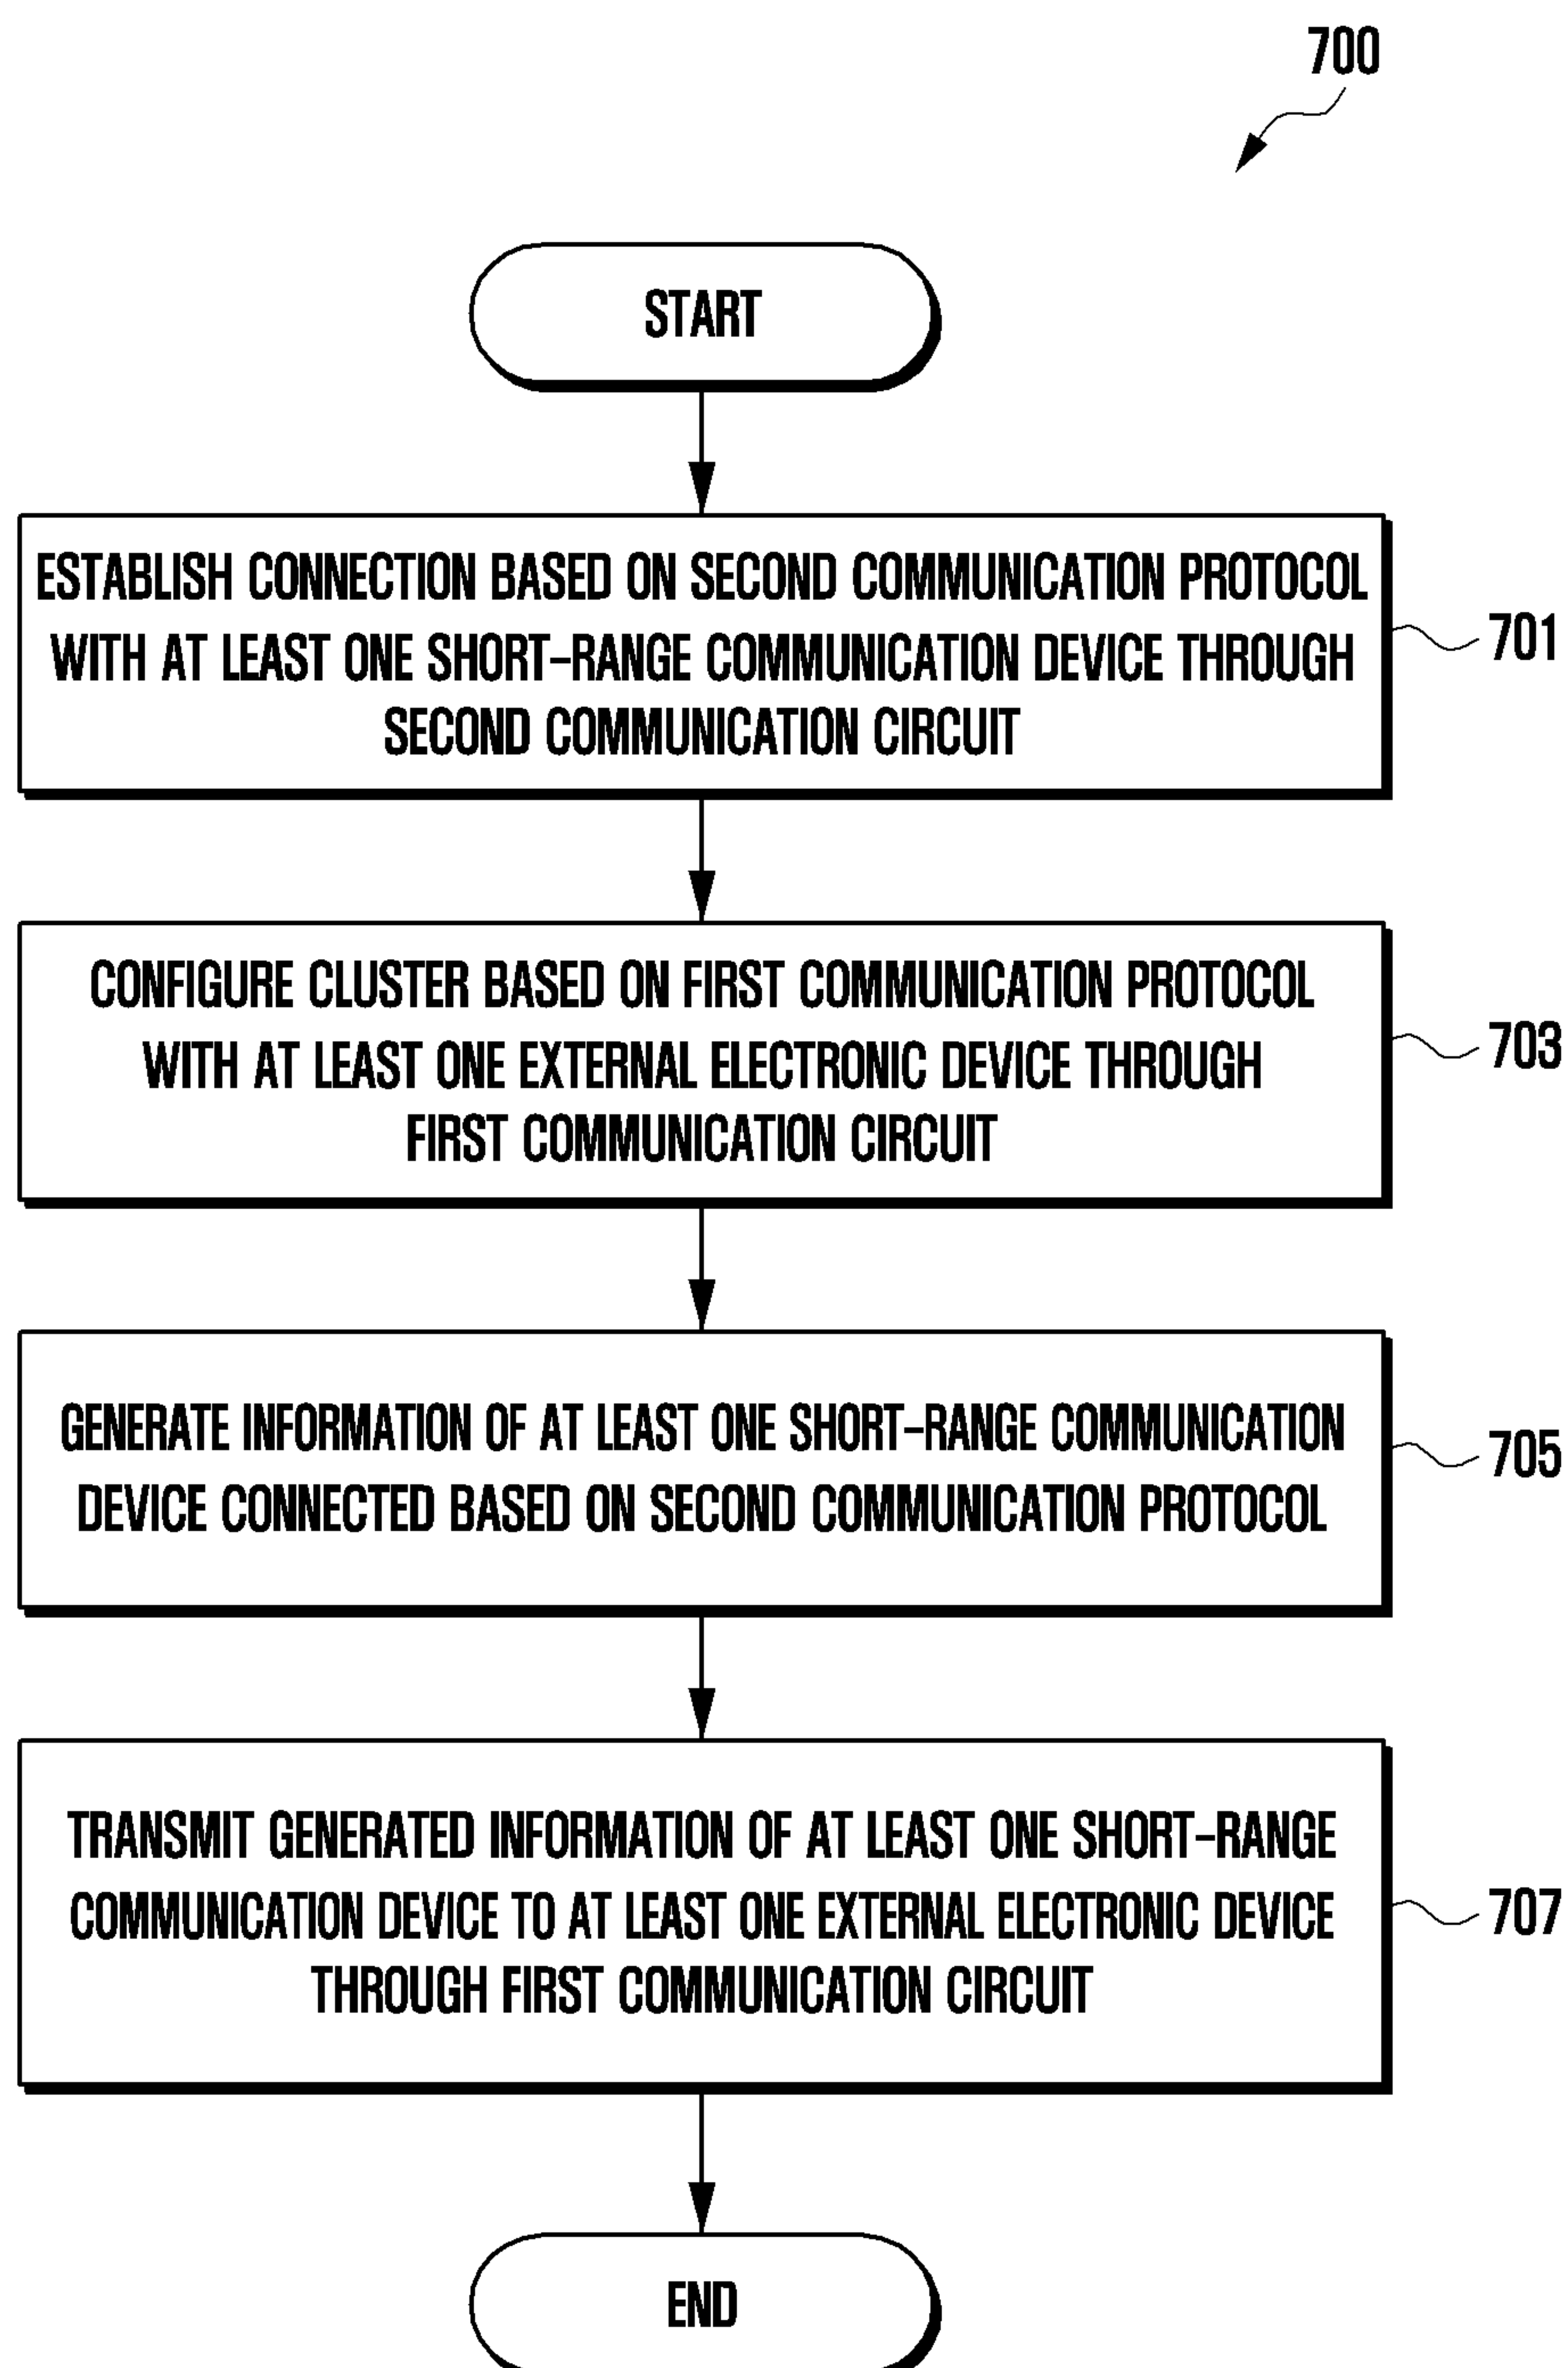 700
START
ESTABLISH CONNECTION BASED ON SECOND COMMUNICATION PROTOCOL
WITH AT LEAST ONE SHORT-RANGE COMMUNICATION DEVICE THROUGH
SECOND COMMUNICATION CIRCUIT
701
CONFIGURE CLUSTER BASED ON FIRST COMMUNICATION PROTOCOL
WITH AT LEAST ONE EXTERNAL ELECTRONIC DEVICE THROUGH
FIRST COMMUNICATION CIRCUIT
703
GENERATE INFORMATION OF AT LEAST ONE SHORT-RANGE COMMUNICATION
DEVICE CONNECTED BASED ON SECOND COMMUNICATION PROTOCOL
705
TRANSMIT GENERATED INFORMATION OF AT LEAST ONE SHORT-RANGE
COMMUNICATION DEVICE TO AT LEAST ONE EXTERNAL ELECTRONIC DEVICE
THROUGH FIRST COMMUNICATION CIRCUIT
707
END